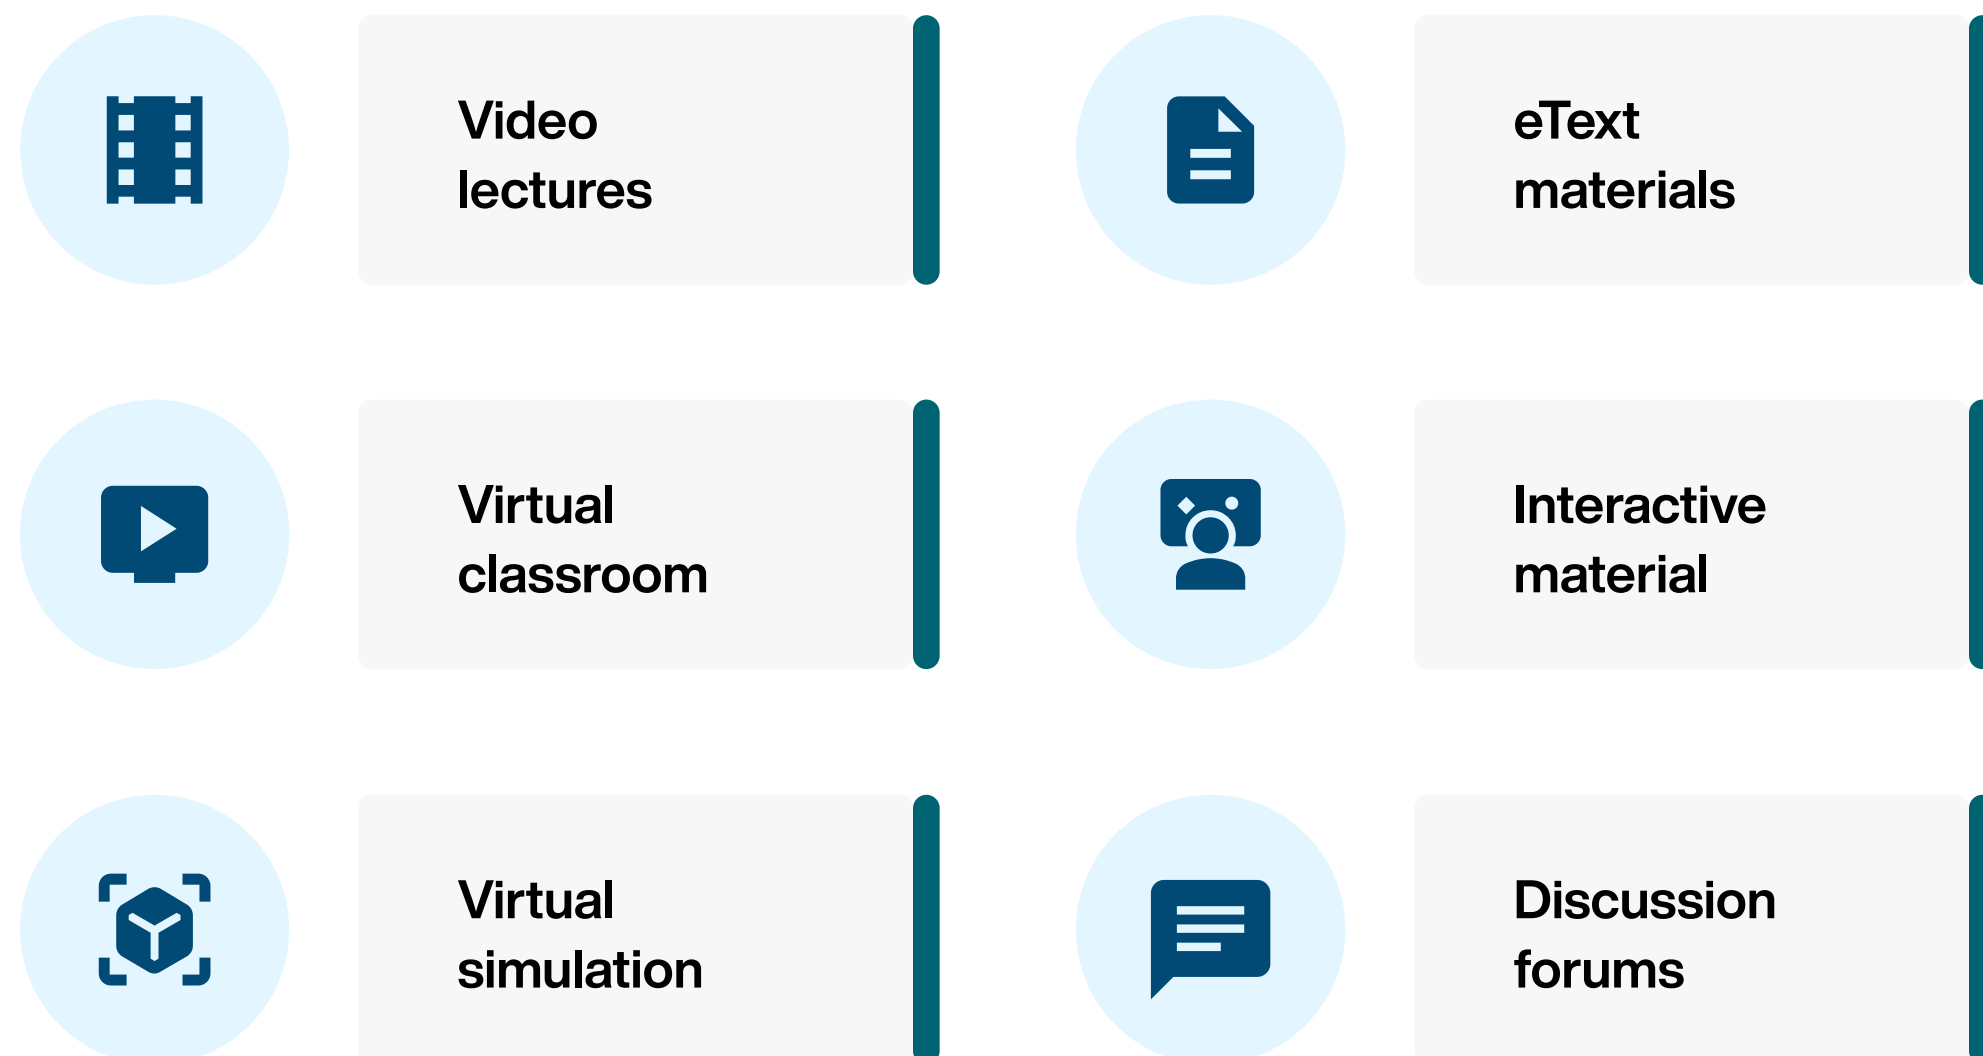 Video
lectures
eText
materials
Virtual
classroom
Interactive
material
Virtual
simulation
Discussion
forums